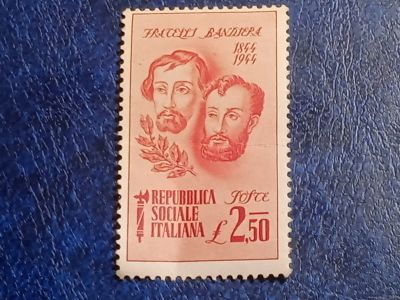 FRATELLI BANDIERA
1844
1944
REPUBBLICA
SOCIALE
ITALIANA
POSTE
£ 2,50